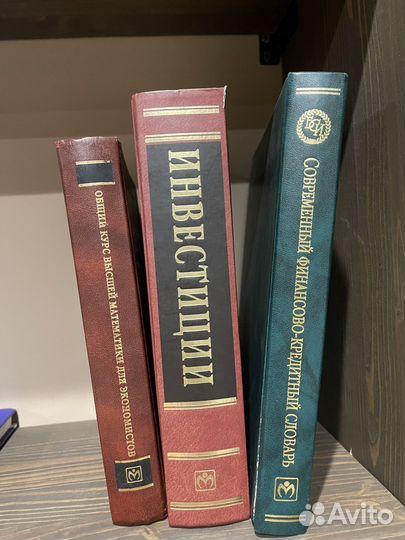 ОБЩИЙ КУРС ВЫСШЕЙ МАТЕМАТИКИ ДЛЯ ЭКОНОМИСТОВ
ИНВЕСТИЦИИ
СОВРЕМЕННЫЙ ФИНАНСОВО-КРЕДИТНЫЙ СЛОВАРЬ
Avito